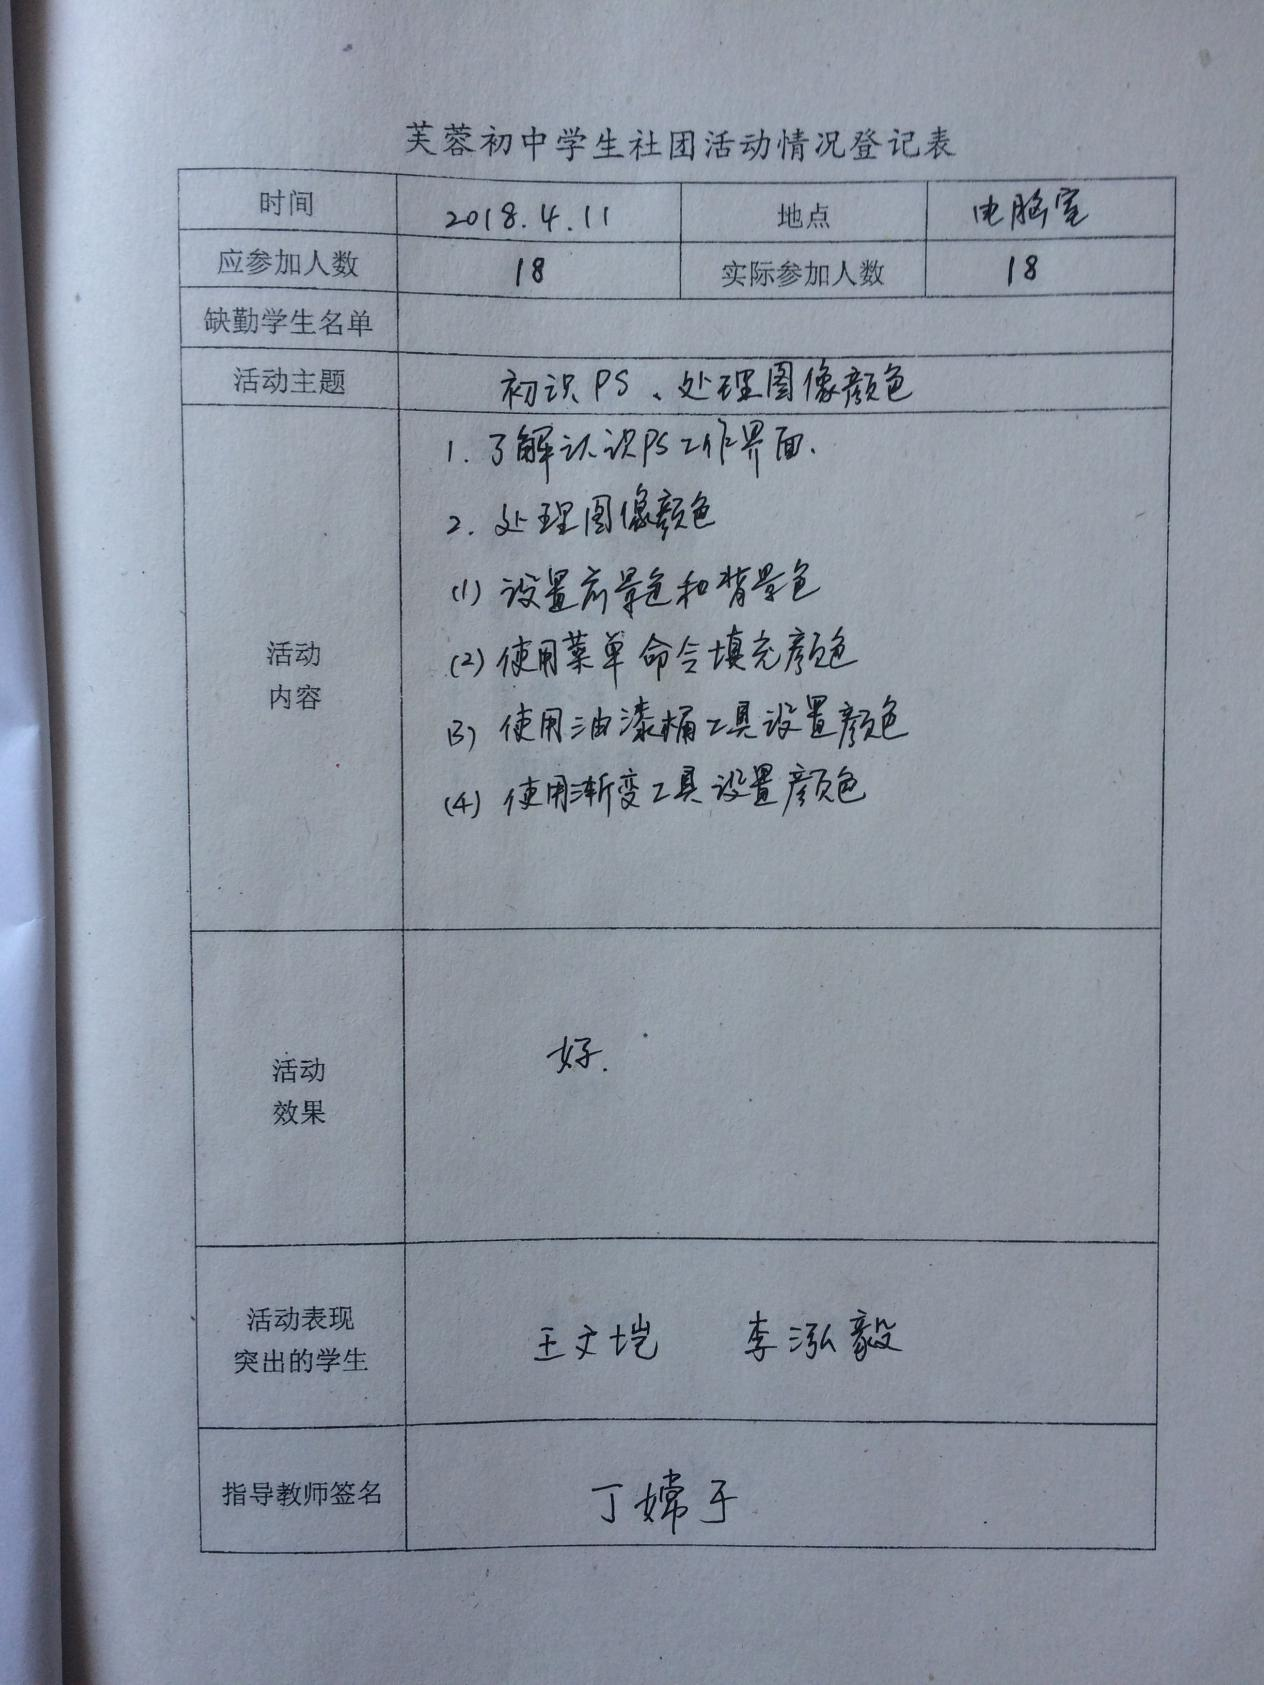 芙蓉初中学生社团活动情况登记表
时间 2018.4.11 地点 电脑室
应参加人数 18 实际参加人数 18
缺勤学生名单
活动主题 初识PS、处理图像颜色
1. 了解认识PS工作界面.
2. 处理图像颜色
(1) 设置前景色和背景色
(2) 使用菜单命令填充颜色
(3) 使用油漆桶工具设置颜色
(4) 使用渐变工具设置颜色
活动
内容
好.
活动
效果
活动表现
突出的学生
王文垲 李泓毅
指导教师签名 丁嫦于